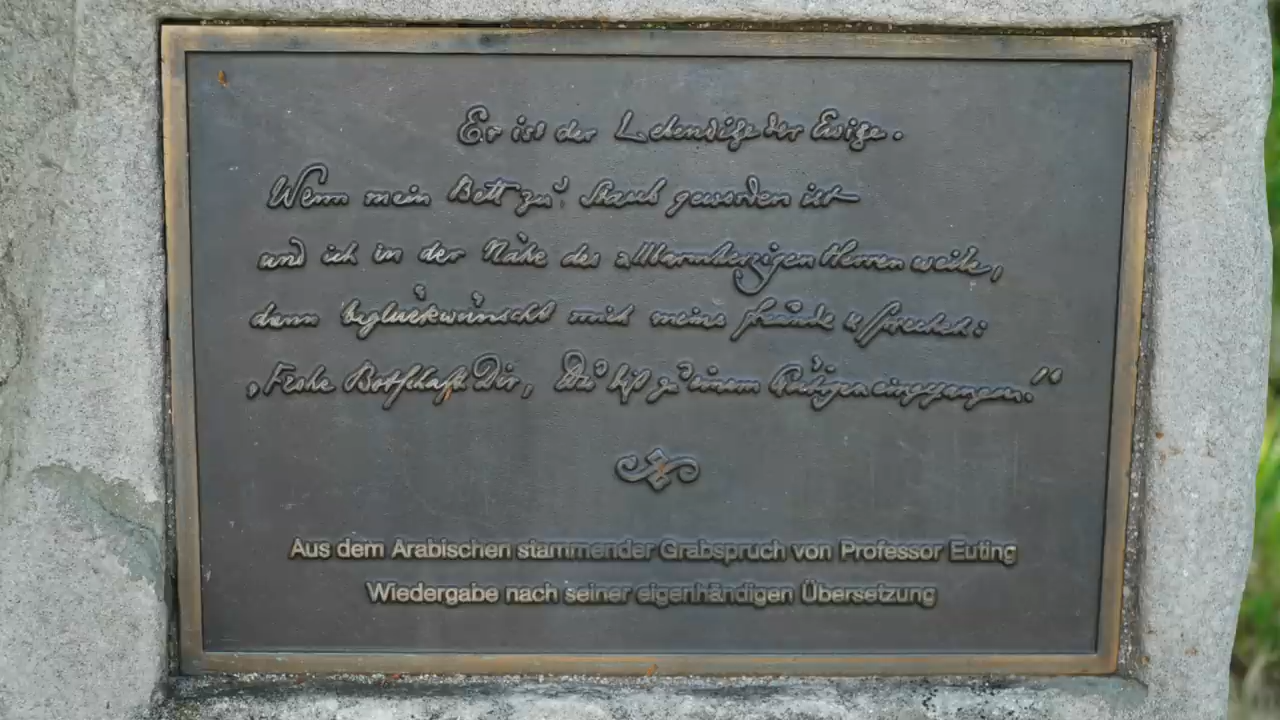 Er ist der Lebendige der Ewige.
Wenn mein Bett zu Staub geworden ist
und ich in der Nähe des allbarmherzigen Herren weile,
dann beglückwünscht mich meine Freunde u. sprechet:
„Frohe Botschaft Dir, Du bist zu einem Gütigen eingegangen.“
Aus dem Arabischen stammender Grabspruch von Professor Euting
Wiedergabe nach seiner eigenhändigen Übersetzung